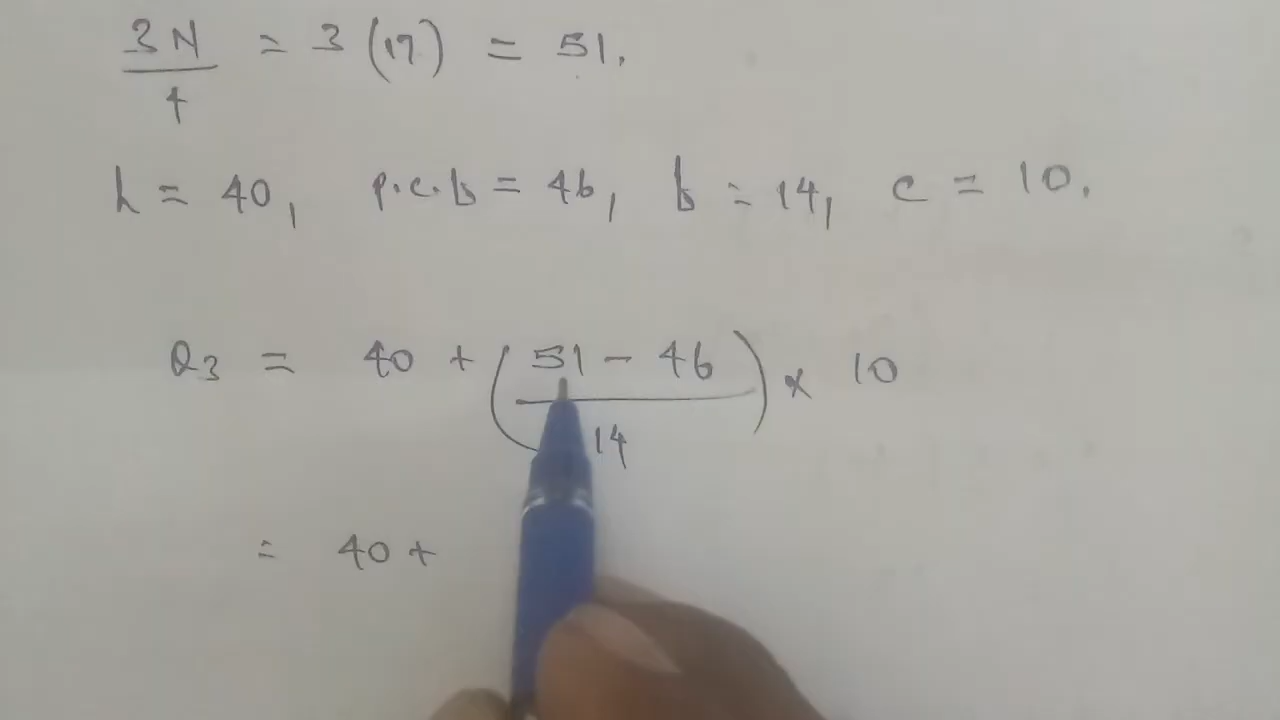 3N/4 = 3 (17) = 51.
L = 40, p.c.f = 46, f = 14, c = 10.
Q3 = 40 + (51 - 46 / 14) × 10
= 40 +